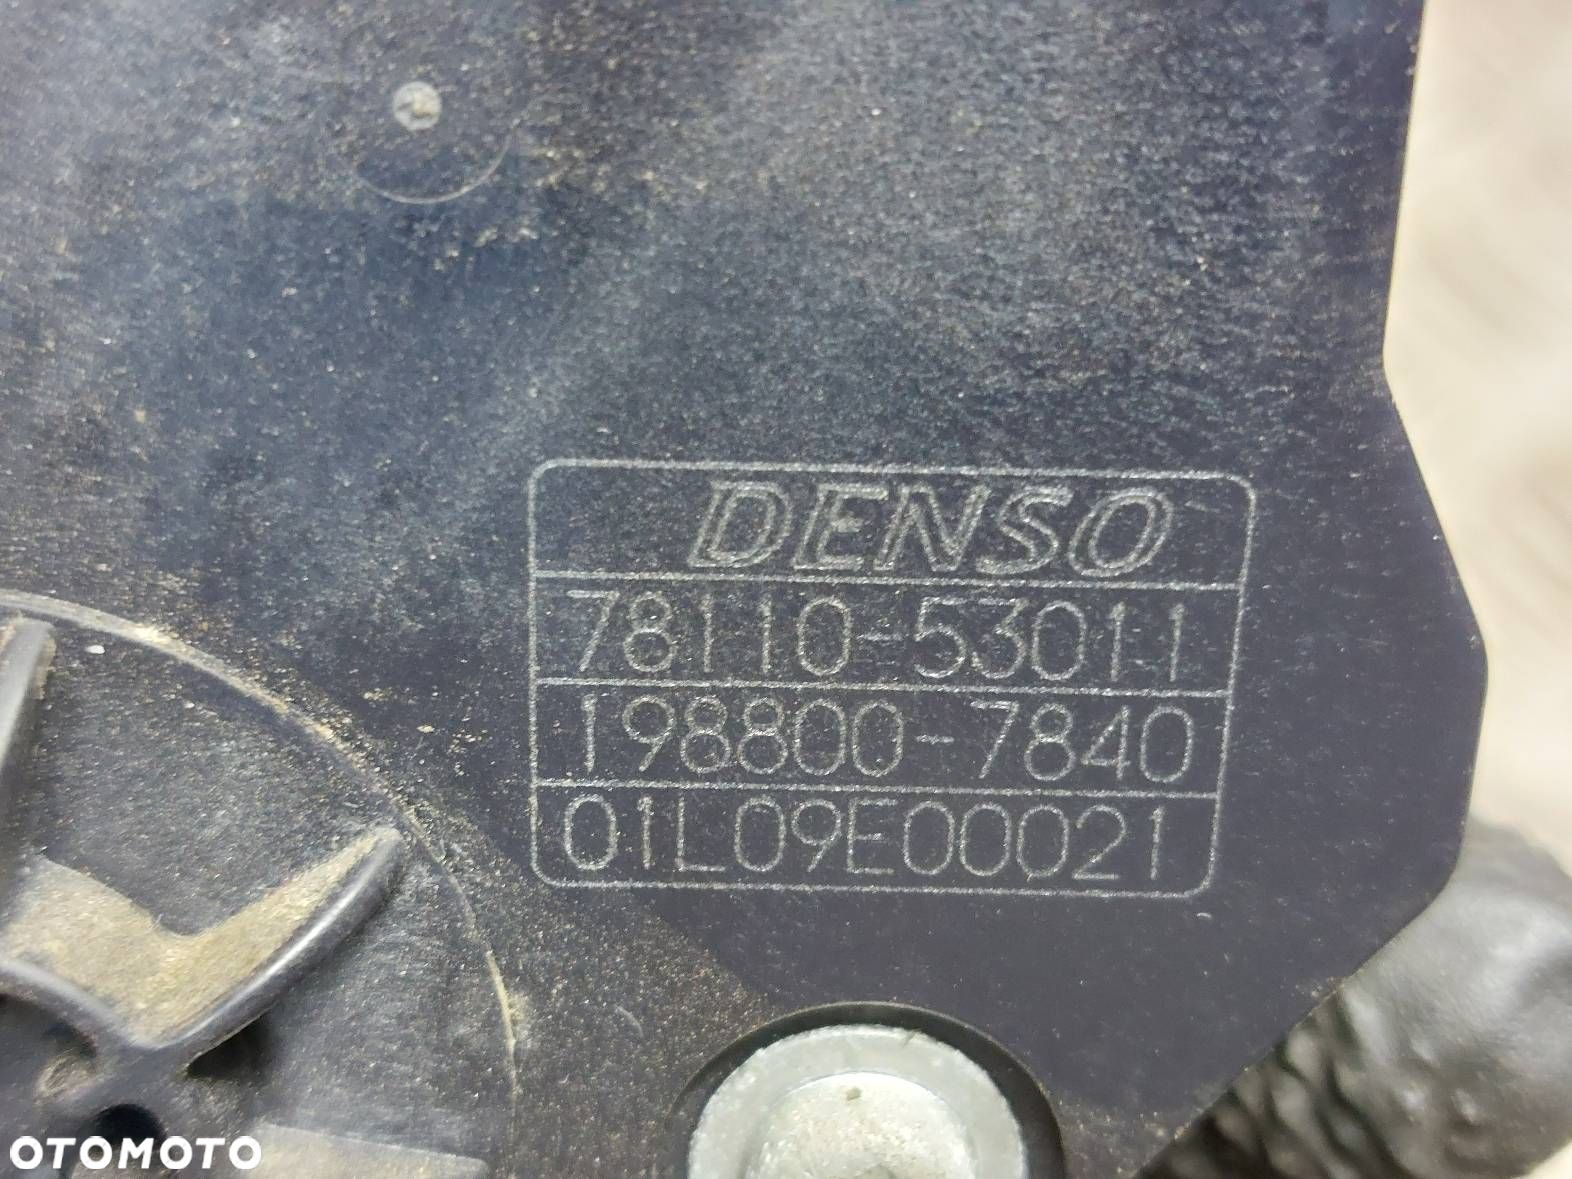 DENSO
78110-53011
198800-7840
01L09E00021
OTOMOTO